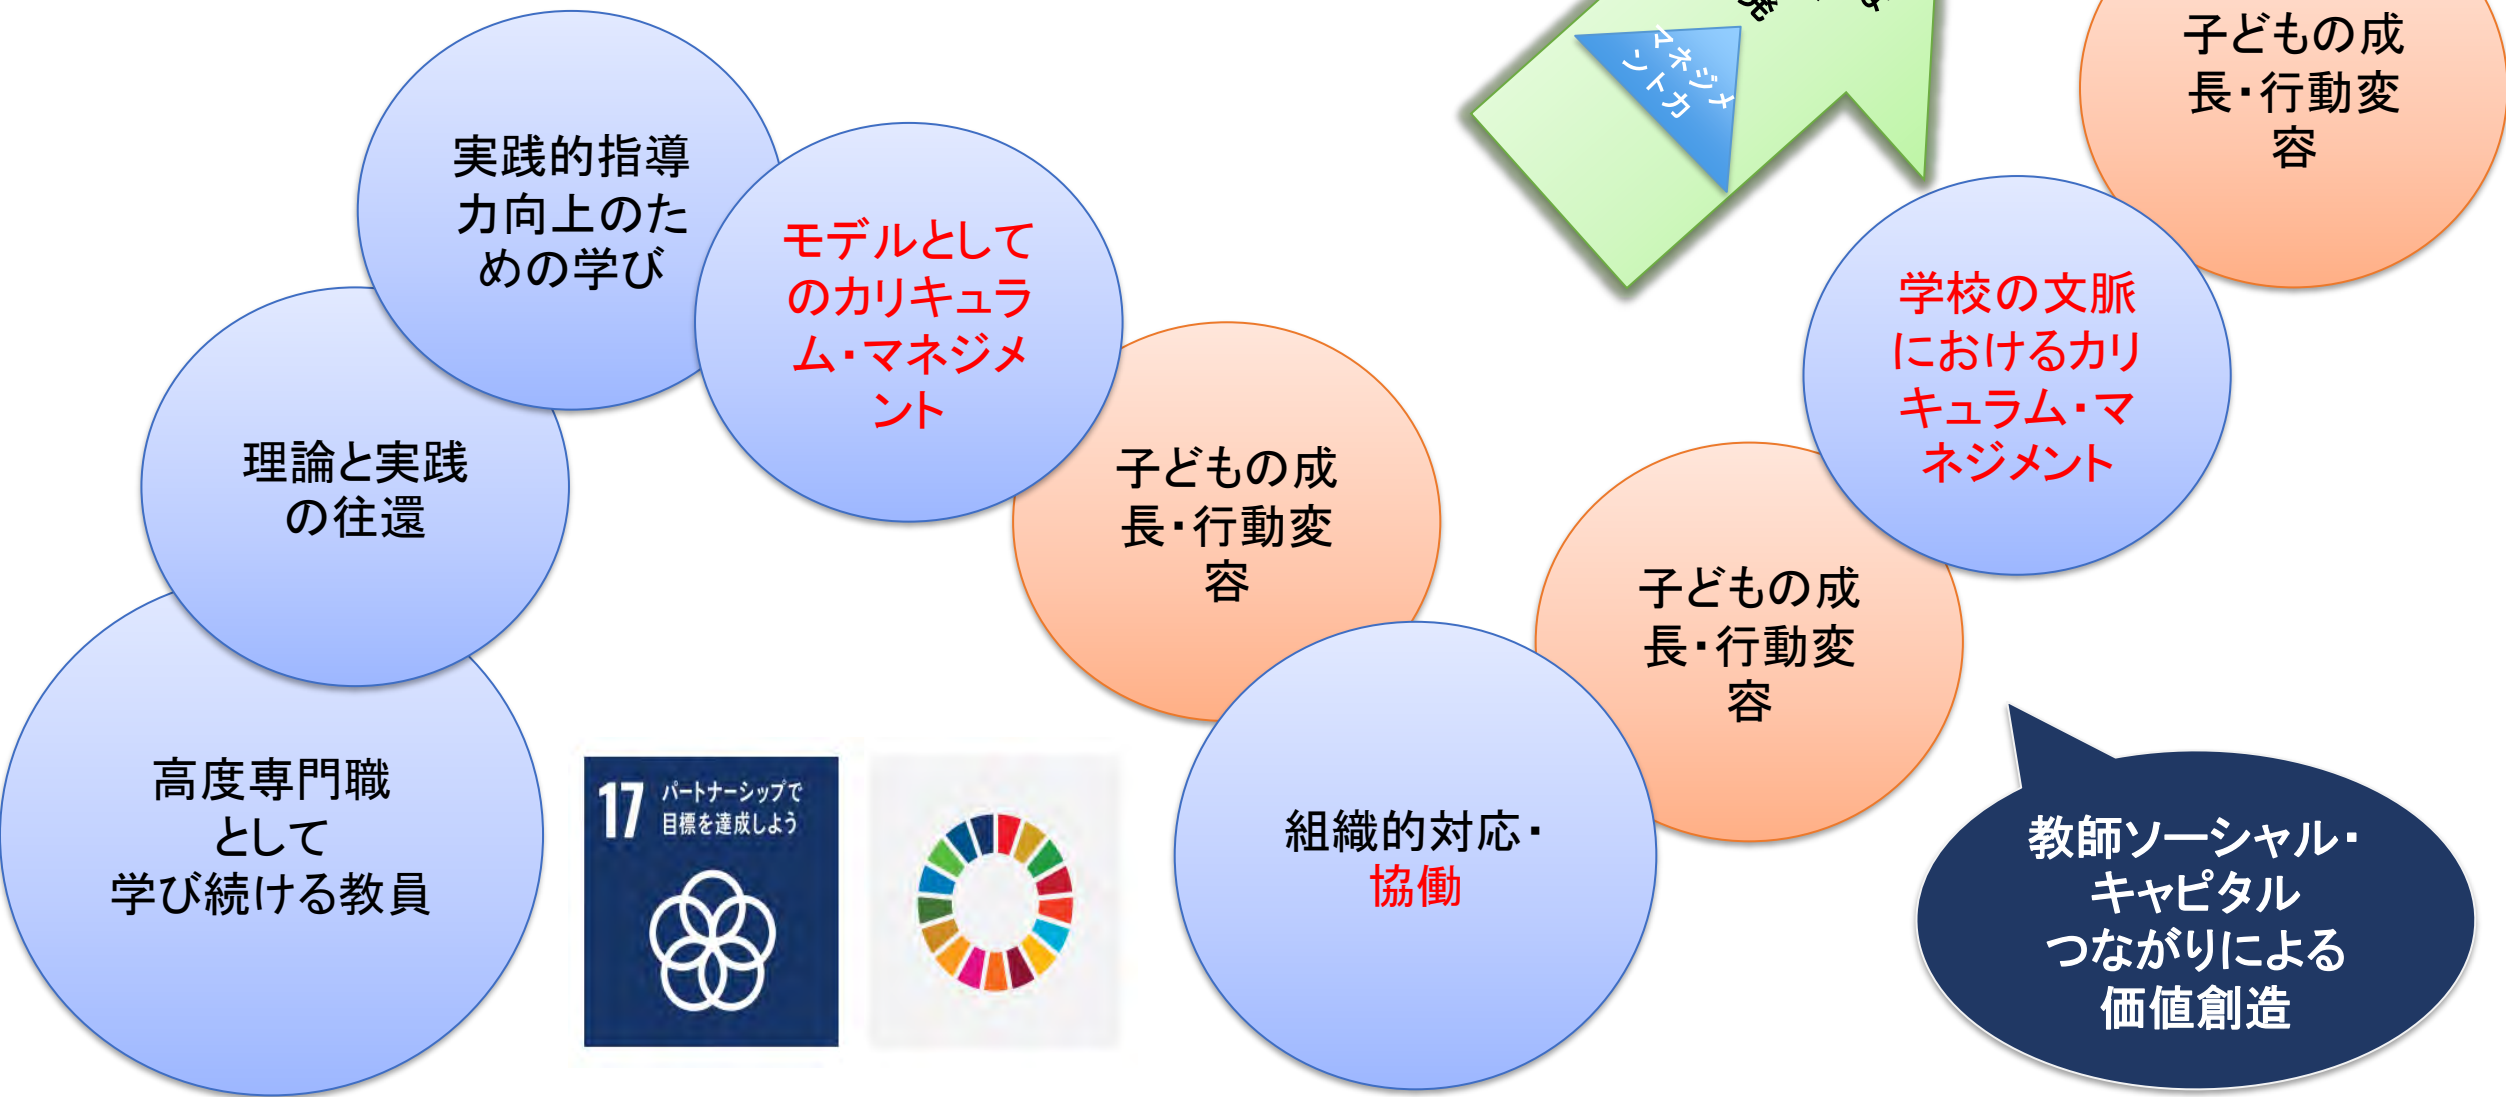 実践的指導
力向上のた
めの学び
モデルとして
のカリキュラ
ム・マネジメ
ント
理論と実践
の往還
高度専門職
として
学び続ける教員
17 パートナーシップで
目標を達成しよう
子どもの成
長・行動変
容
組織的対応・
協働
マネジメ
ント力
発
子どもの成
長・行動変
容
学校の文脈
におけるカリ
キュラム・マ
ネジメント
子どもの成
長・行動変
容
教師ソーシャル・
キャピタル
つながりによる
価値創造